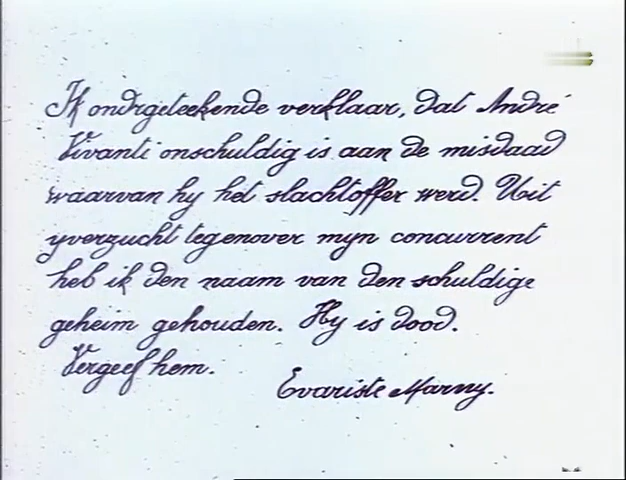 Ik ondrgeteekende verklaar, dat André
Vivanti onschuldig is aan de misdaad
waarvan hy het slachtoffer werd. Uit
yverzucht tegenover myn concurrent
heb ik den naam van den schuldige
geheim gehouden. Hy is dood.
Vergeef hem.
Evariste Marny.